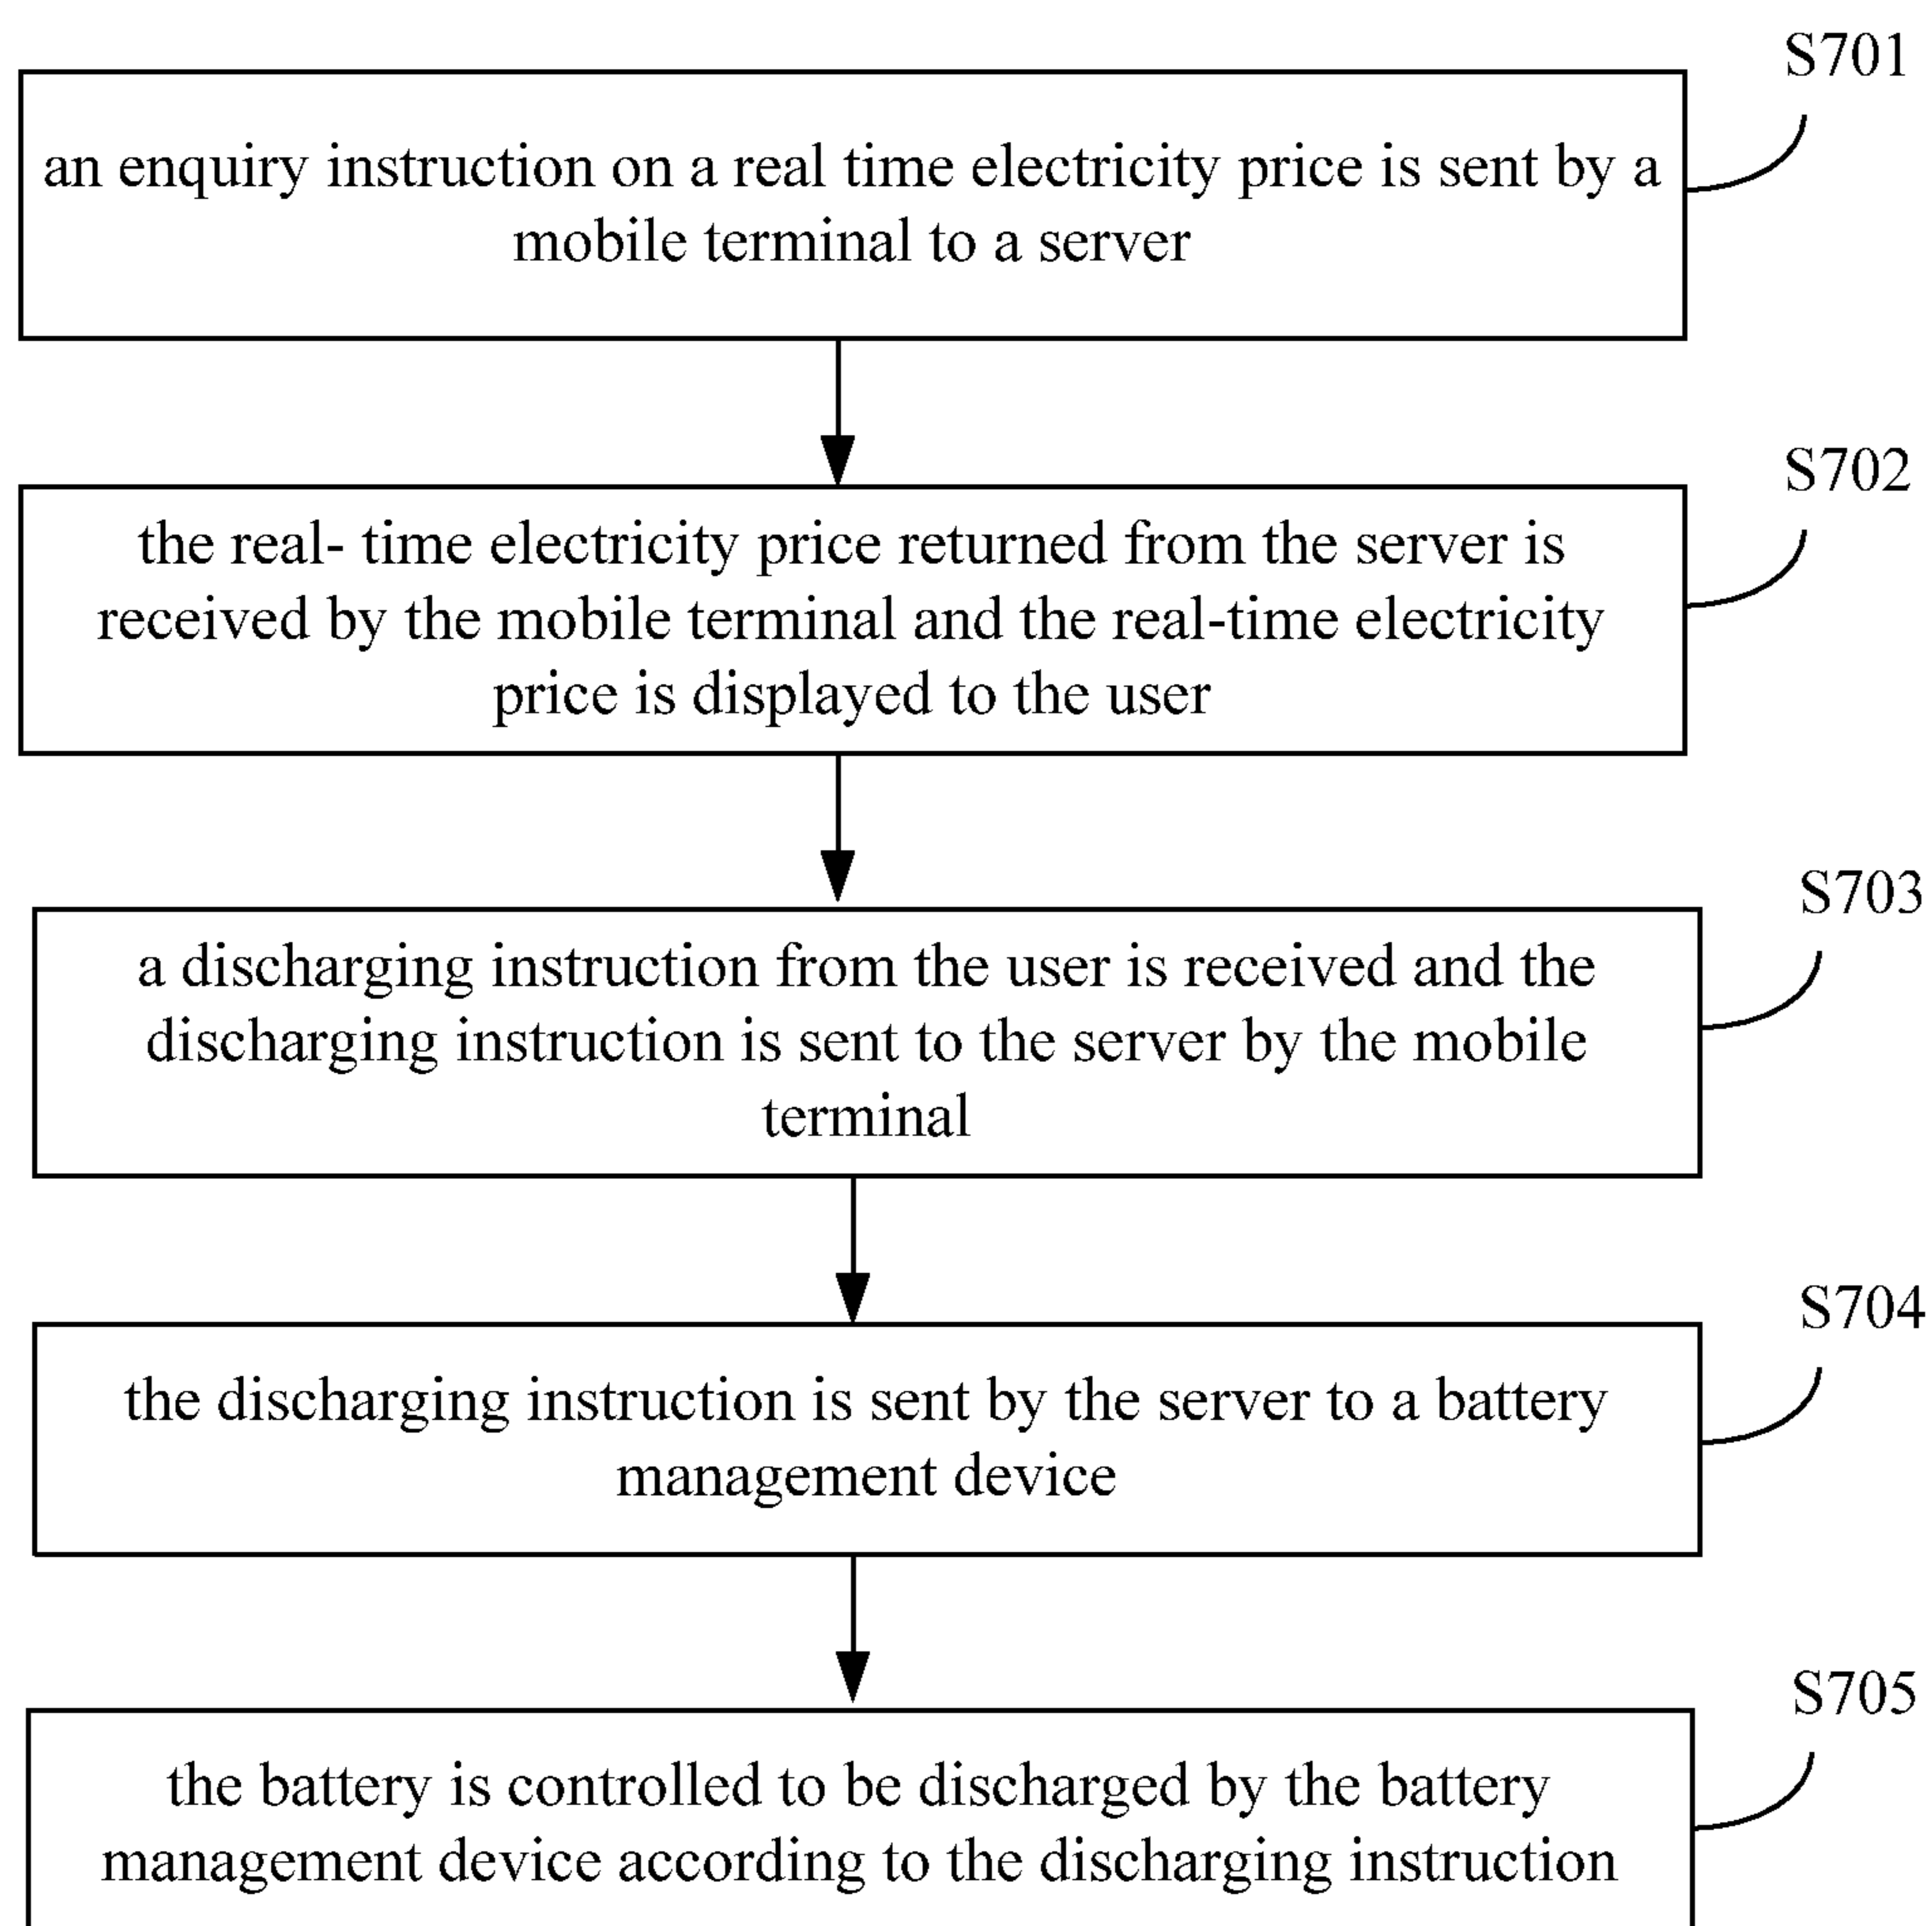 S701
an enquiry instruction on a real time electricity price is sent by a
mobile terminal to a server
S702
the real- time electricity price returned from the server is
received by the mobile terminal and the real-time electricity
price is displayed to the user
S703
a discharging instruction from the user is received and the
discharging instruction is sent to the server by the mobile
terminal
S704
the discharging instruction is sent by the server to a battery
management device
S705
the battery is controlled to be discharged by the battery
management device according to the discharging instruction